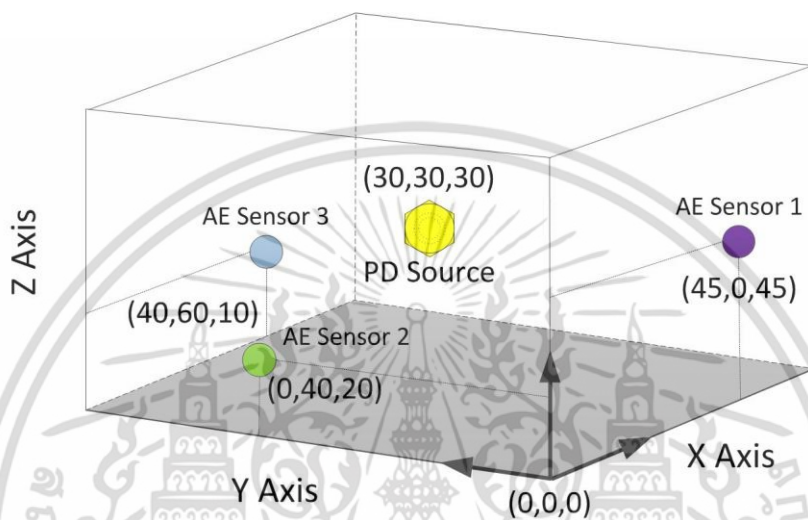 (30,30,30)
AE Sensor 3
AE Sensor 1
Z Axis
PD Source
(45,0,45)
(40,60,10)
AE Sensor 2
(0,40,20)
X Axis
Y Axis
(0,0,0)